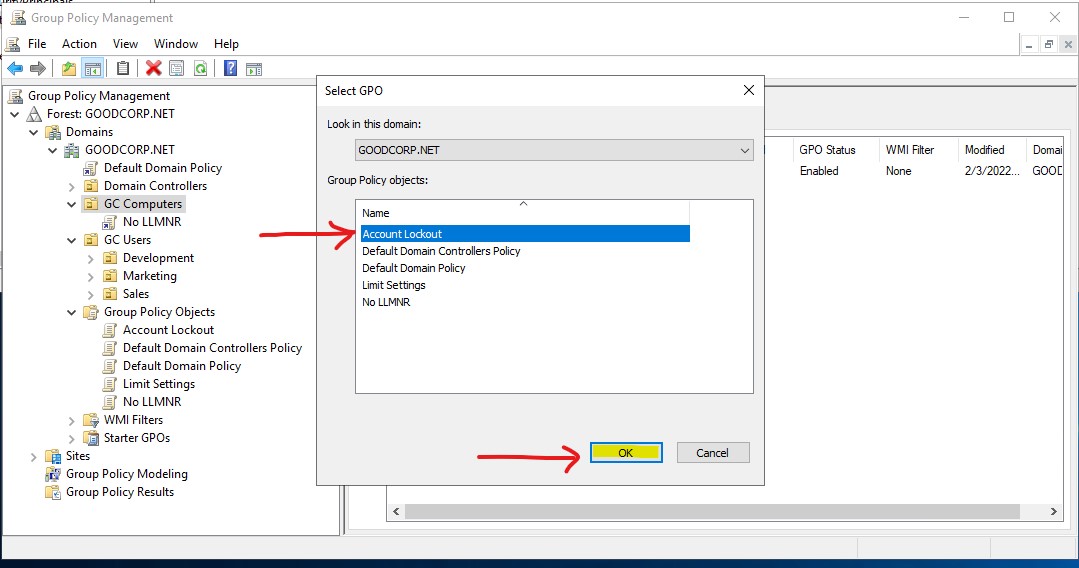 Group Policy Management
File Action View Window Help
Group Policy Management
Forest: GOODCORP.NET
Domains
GOODCORP.NET
Default Domain Policy
Domain Controllers
GC Computers
No LLMNR
GC Users
Development
Marketing
Sales
Group Policy Objects
Account Lockout
Default Domain Controllers Policy
Default Domain Policy
Limit Settings
No LLMNR
WMI Filters
Starter GPOs
Sites
Group Policy Modeling
Group Policy Results
Select GPO
Look in this domain:
GOODCORP.NET
Group Policy objects:
Name
Account Lockout
Default Domain Controllers Policy
Default Domain Policy
Limit Settings
No LLMNR
OK Cancel
GPO Status WMI Filter Modified Domai
Enabled None 2/3/2022... GOOD